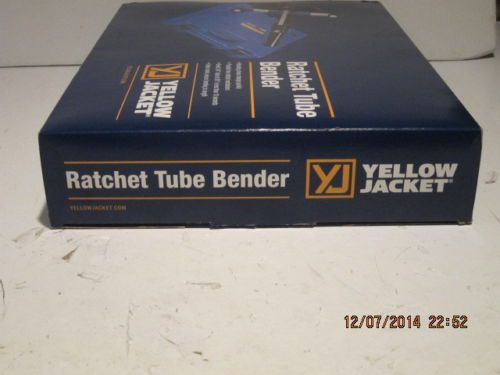 Ratchet Tube
Bender
YJ
YELLOW
JACKET
Ratchet Tube Bender
YELLOWJACKET.COM
YJ
YELLOW
JACKET®
12/07/2014 22:52